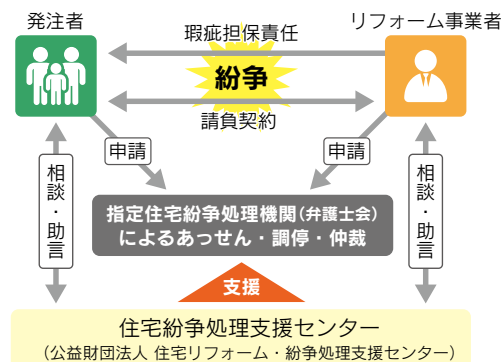 発注者
リフォーム事業者
瑕疵担保責任
紛争
請負契約
申請
申請
相談・助言
相談・助言
指定住宅紛争処理機関(弁護士会)
によるあっせん・調停・仲裁
支援
住宅紛争処理支援センター
(公益財団法人 住宅リフォーム・紛争処理支援センター)